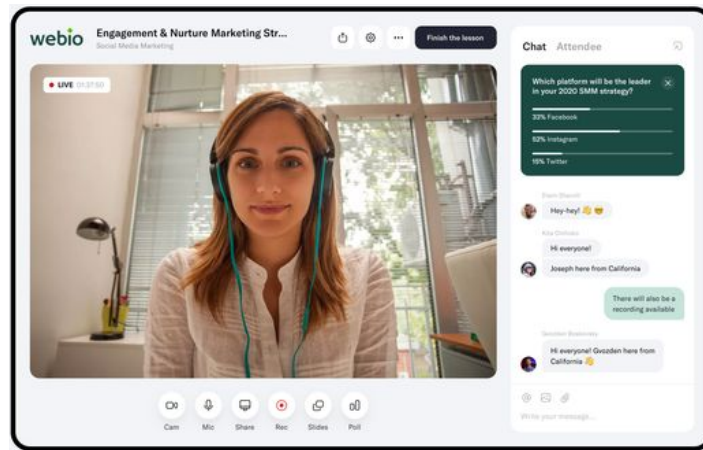 webio
Engagement & Nurture Marketing Str...
Social Media Marketing
Finish the lesson
LIVE 01:37:50
Cam
Mic
Share
Rec
Slides
Poll
Chat Attendee
Which platform will be the leader
in your 2020 SMM strategy?
33% Facebook
52% Instagram
15% Twitter
Hey-hey! 👋 🤓
Hi everyone!
Joseph here from California
There will also be a
recording available
Hi everyone! Gvozden here from
California 👋
Write your message...